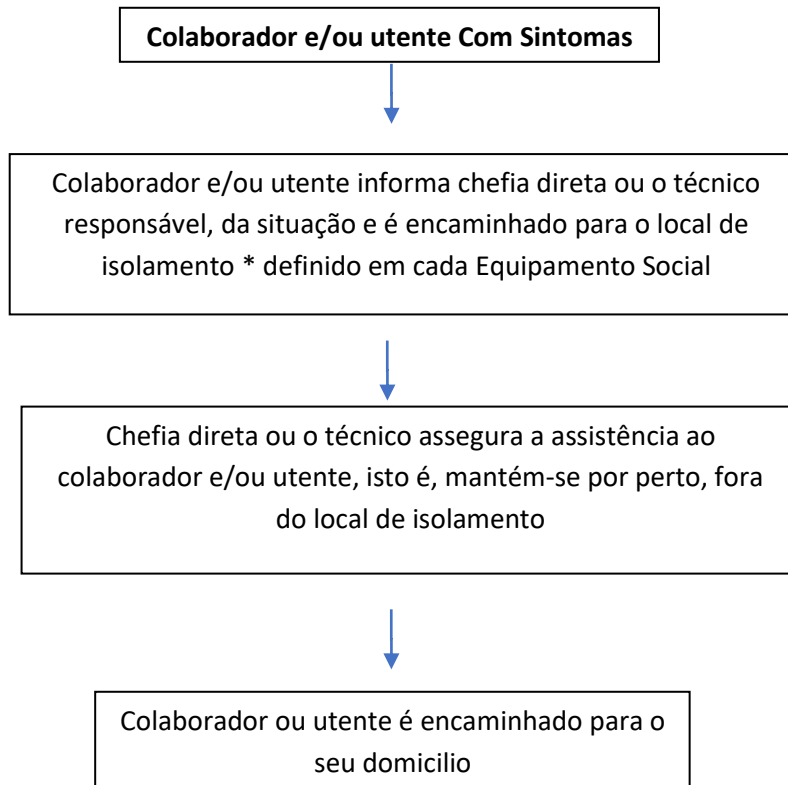 Colaborador e/ou utente Com Sintomas
Colaborador e/ou utente informa chefia direta ou o técnico
responsável, da situação e é encaminhado para o local de
isolamento * definido em cada Equipamento Social
Chefia direta ou o técnico assegura a assistência ao
colaborador e/ou utente, isto é, mantém-se por perto, fora
do local de isolamento
Colaborador ou utente é encaminhado para o
seu domicilio